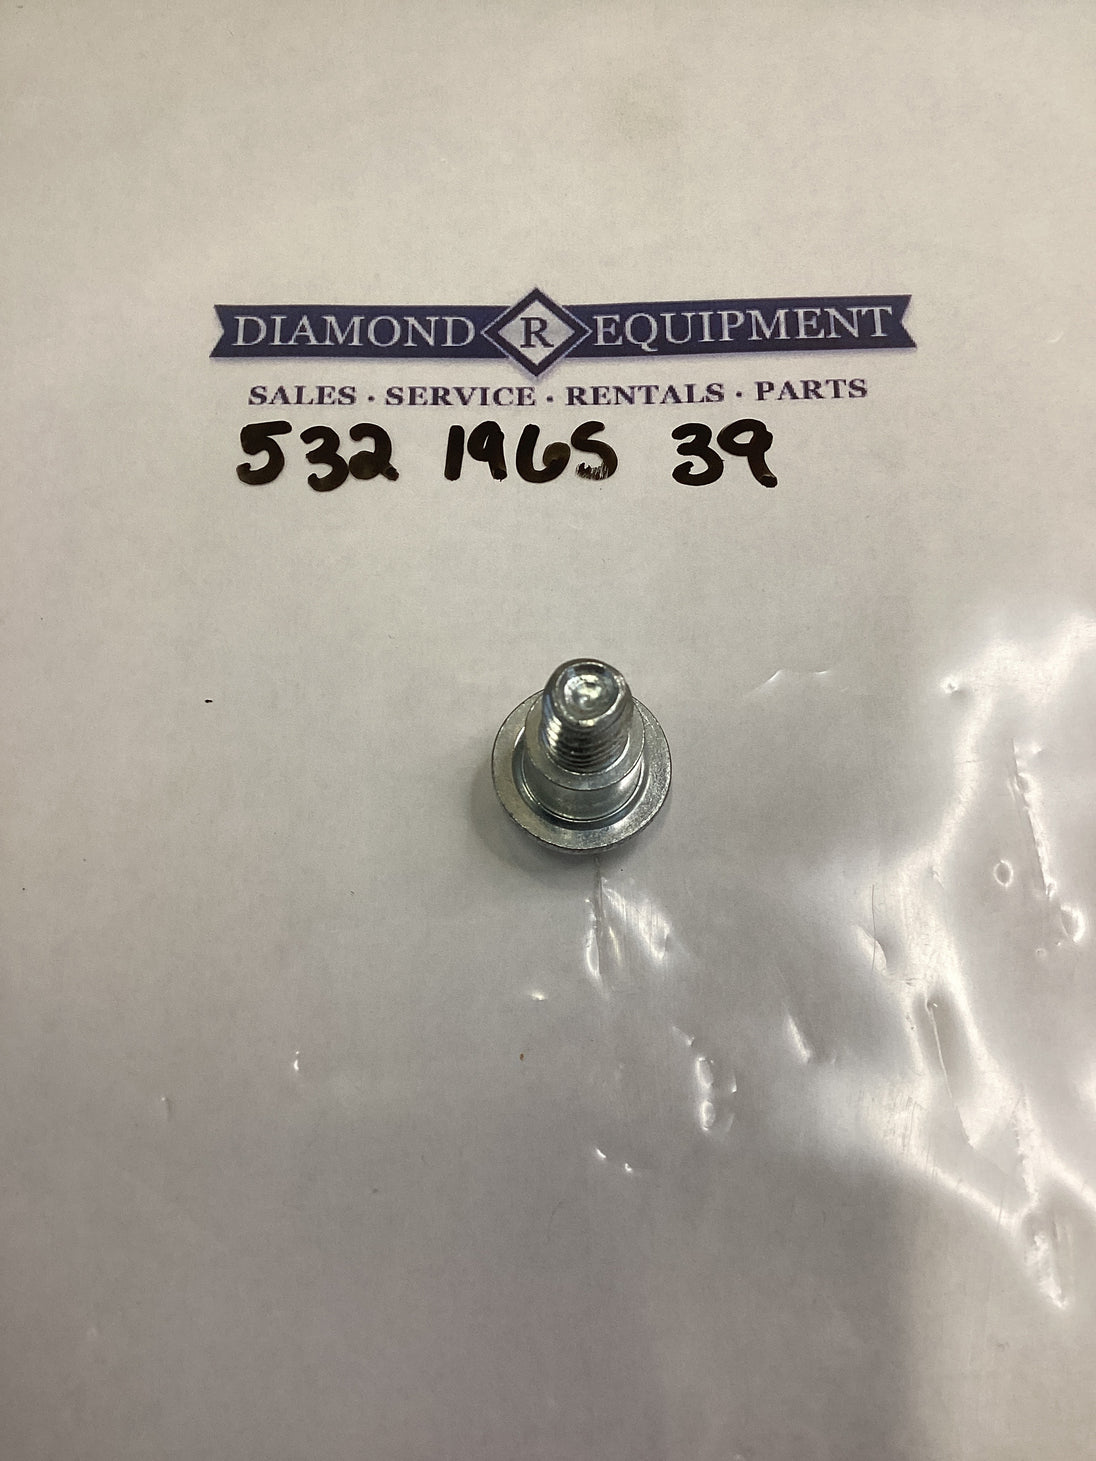 DIAMOND R EQUIPMENT
SALES · SERVICE · RENTALS · PARTS
532 1965 39